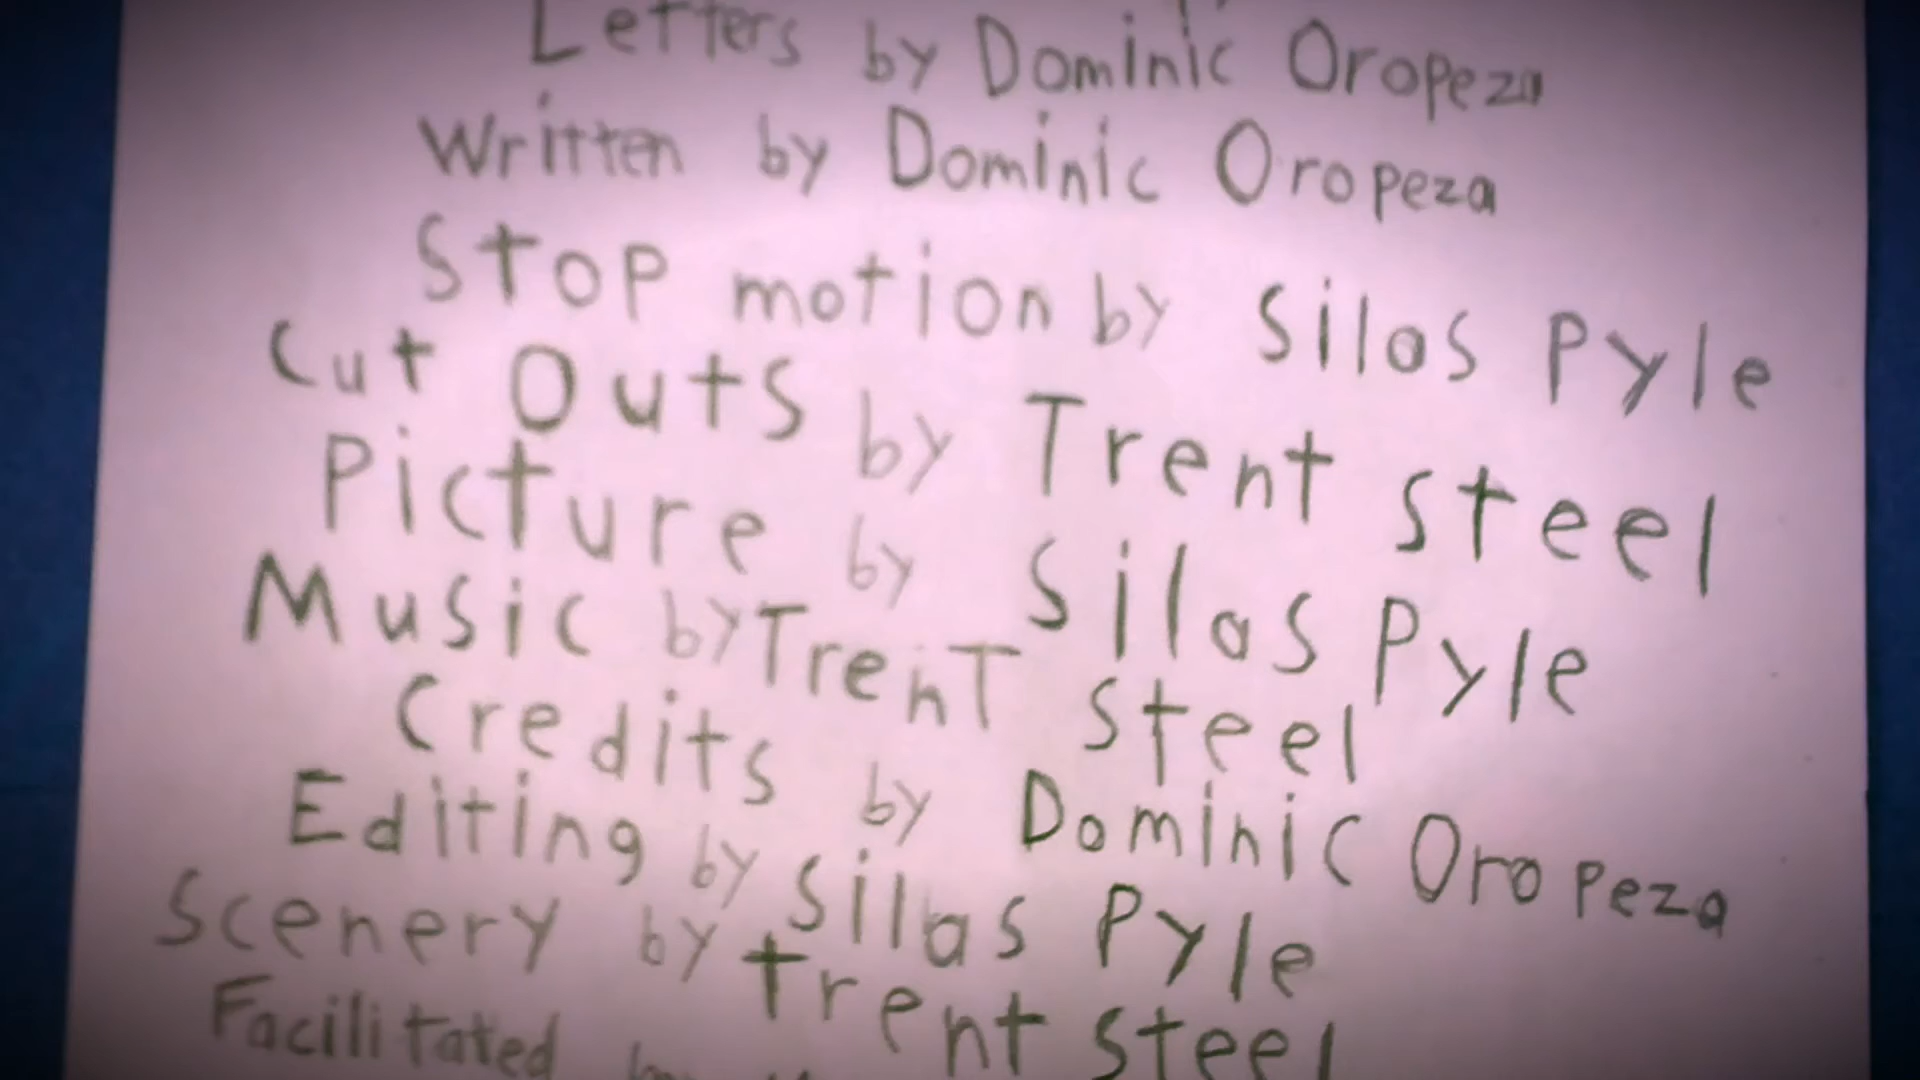 Letters by Dominic Oropeza
Written by Dominic Oropeza
Stop motion by Silas Pyle
Cut Outs by Trent Steel
Picture by Silas Pyle
Music by Trent Steel
Credits by Dominic Oropeza
Editing by Silas Pyle
Scenery by trent Steel
Facilitated